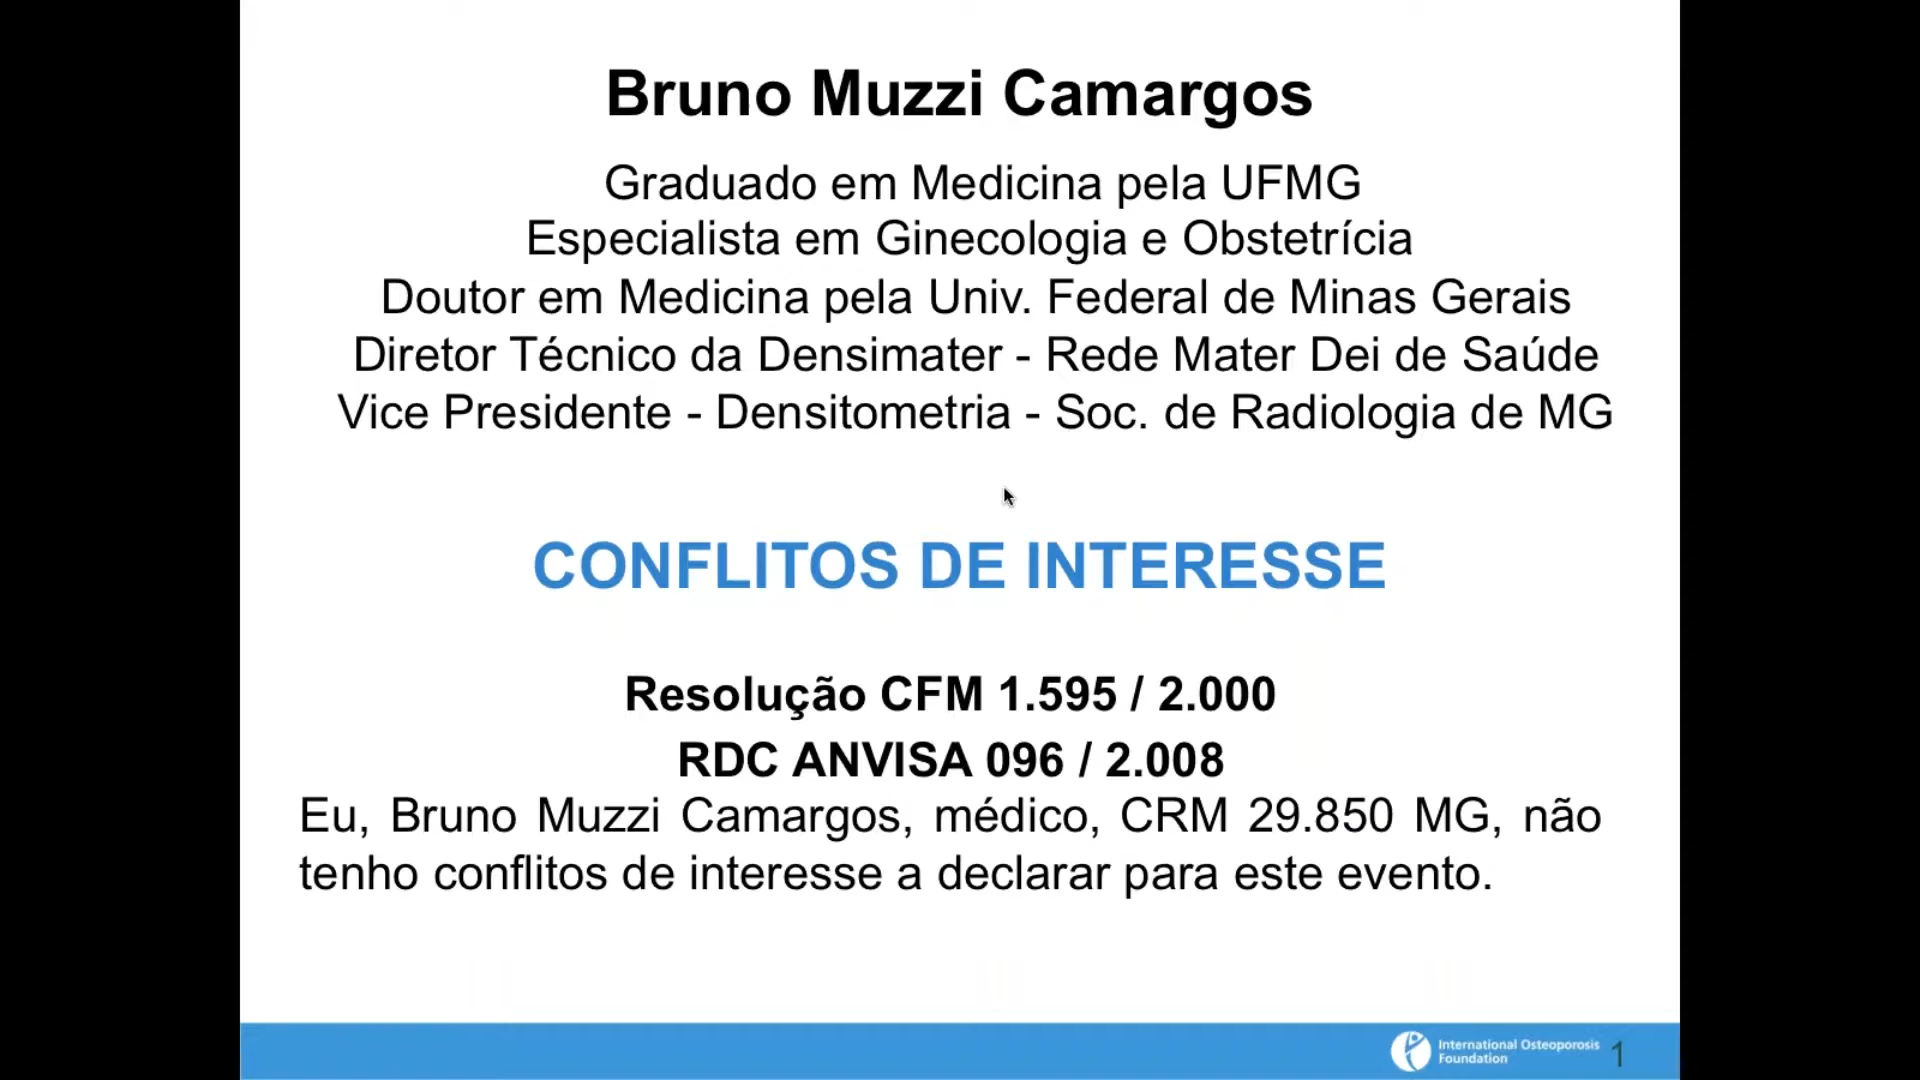 Bruno Muzzi Camargos
Graduado em Medicina pela UFMG
Especialista em Ginecologia e Obstetrícia
Doutor em Medicina pela Univ. Federal de Minas Gerais
Diretor Técnico da Densimater - Rede Mater Dei de Saúde
Vice Presidente - Densitometria - Soc. de Radiologia de MG
CONFLITOS DE INTERESSE
Resolução CFM 1.595 / 2.000
RDC ANVISA 096 / 2.008
Eu, Bruno Muzzi Camargos, médico, CRM 29.850 MG, não
tenho conflitos de interesse a declarar para este evento.
International Osteoporosis
Foundation
1